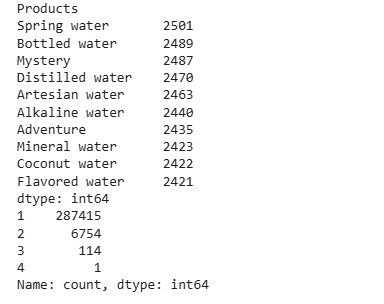 Products
Spring water 2501
Bottled water 2489
Mystery 2487
Distilled water 2470
Artesian water 2463
Alkaline water 2440
Adventure 2435
Mineral water 2423
Coconut water 2422
Flavored water 2421
dtype: int64
1 287415
2 6754
3 114
4 1
Name: count, dtype: int64